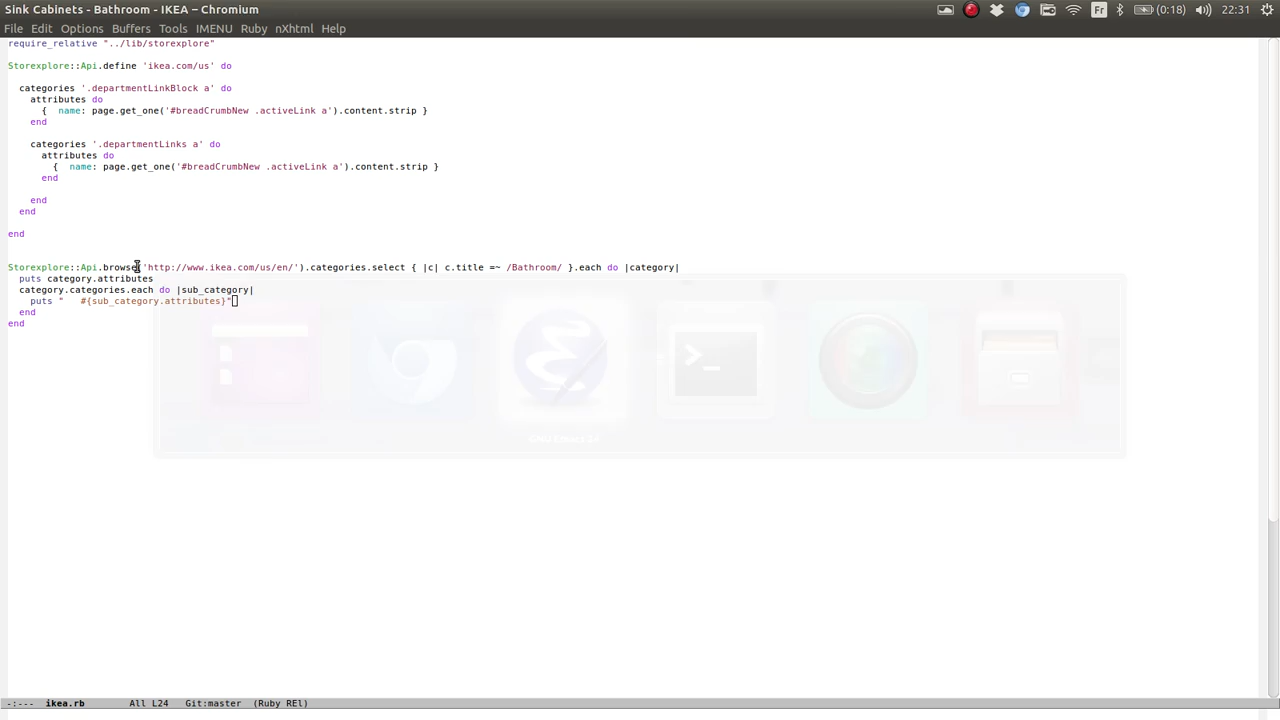 Sink Cabinets - Bathroom - IKEA – Chromium
Fr (0:18) 22:31
File Edit Options Buffers Tools IMENU Ruby nXhtml Help
require_relative "../lib/storexplore"
Storexplore::Api.define 'ikea.com/us' do
categories '.departmentLinkBlock a' do
attributes do
{  name: page.get_one('#breadCrumbNew .activeLink a').content.strip }
end
categories '.departmentLinks a' do
attributes do
{  name: page.get_one('#breadCrumbNew .activeLink a').content.strip }
end
end
end
end
Storexplore::Api.browse 'http://www.ikea.com/us/en/').categories.select { |c| c.title =~ /Bathroom/ }.each do |category|
puts category.attributes
category.categories.each do |sub_category|
puts "   #{sub_category.attributes}"
end
end
-:--- ikea.rb All L24 Git:master (Ruby REl)